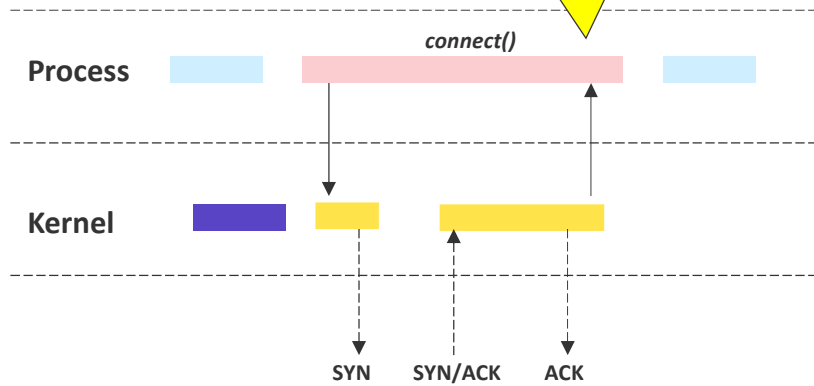 connect()
Process
Kernel
SYN
SYN/ACK
ACK